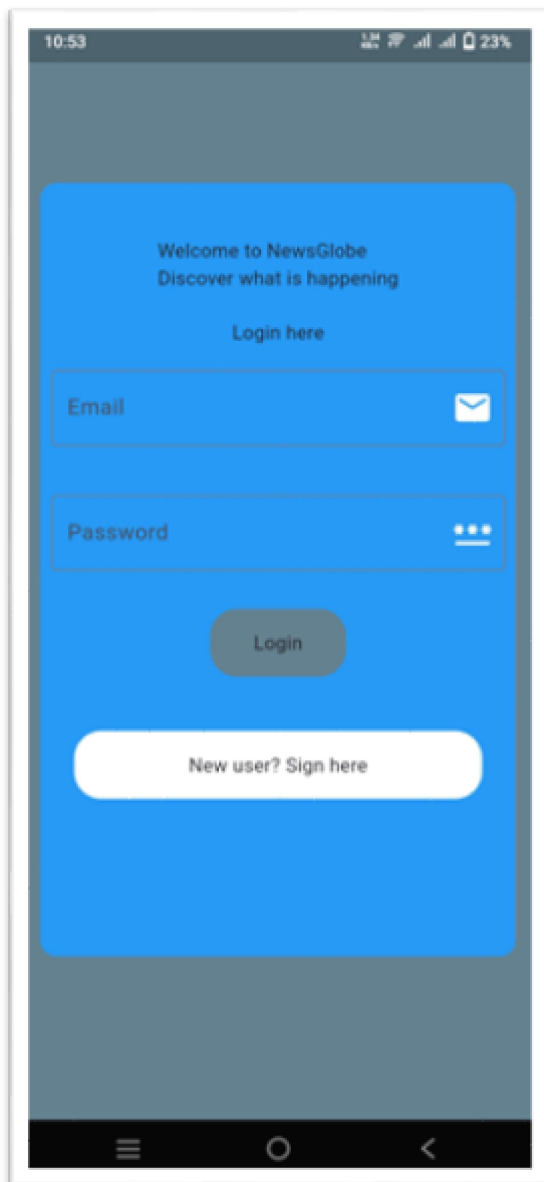 10:53
23%
Welcome to NewsGlobe
Discover what is happening
Login here
Email
Password
Login
New user? Sign here